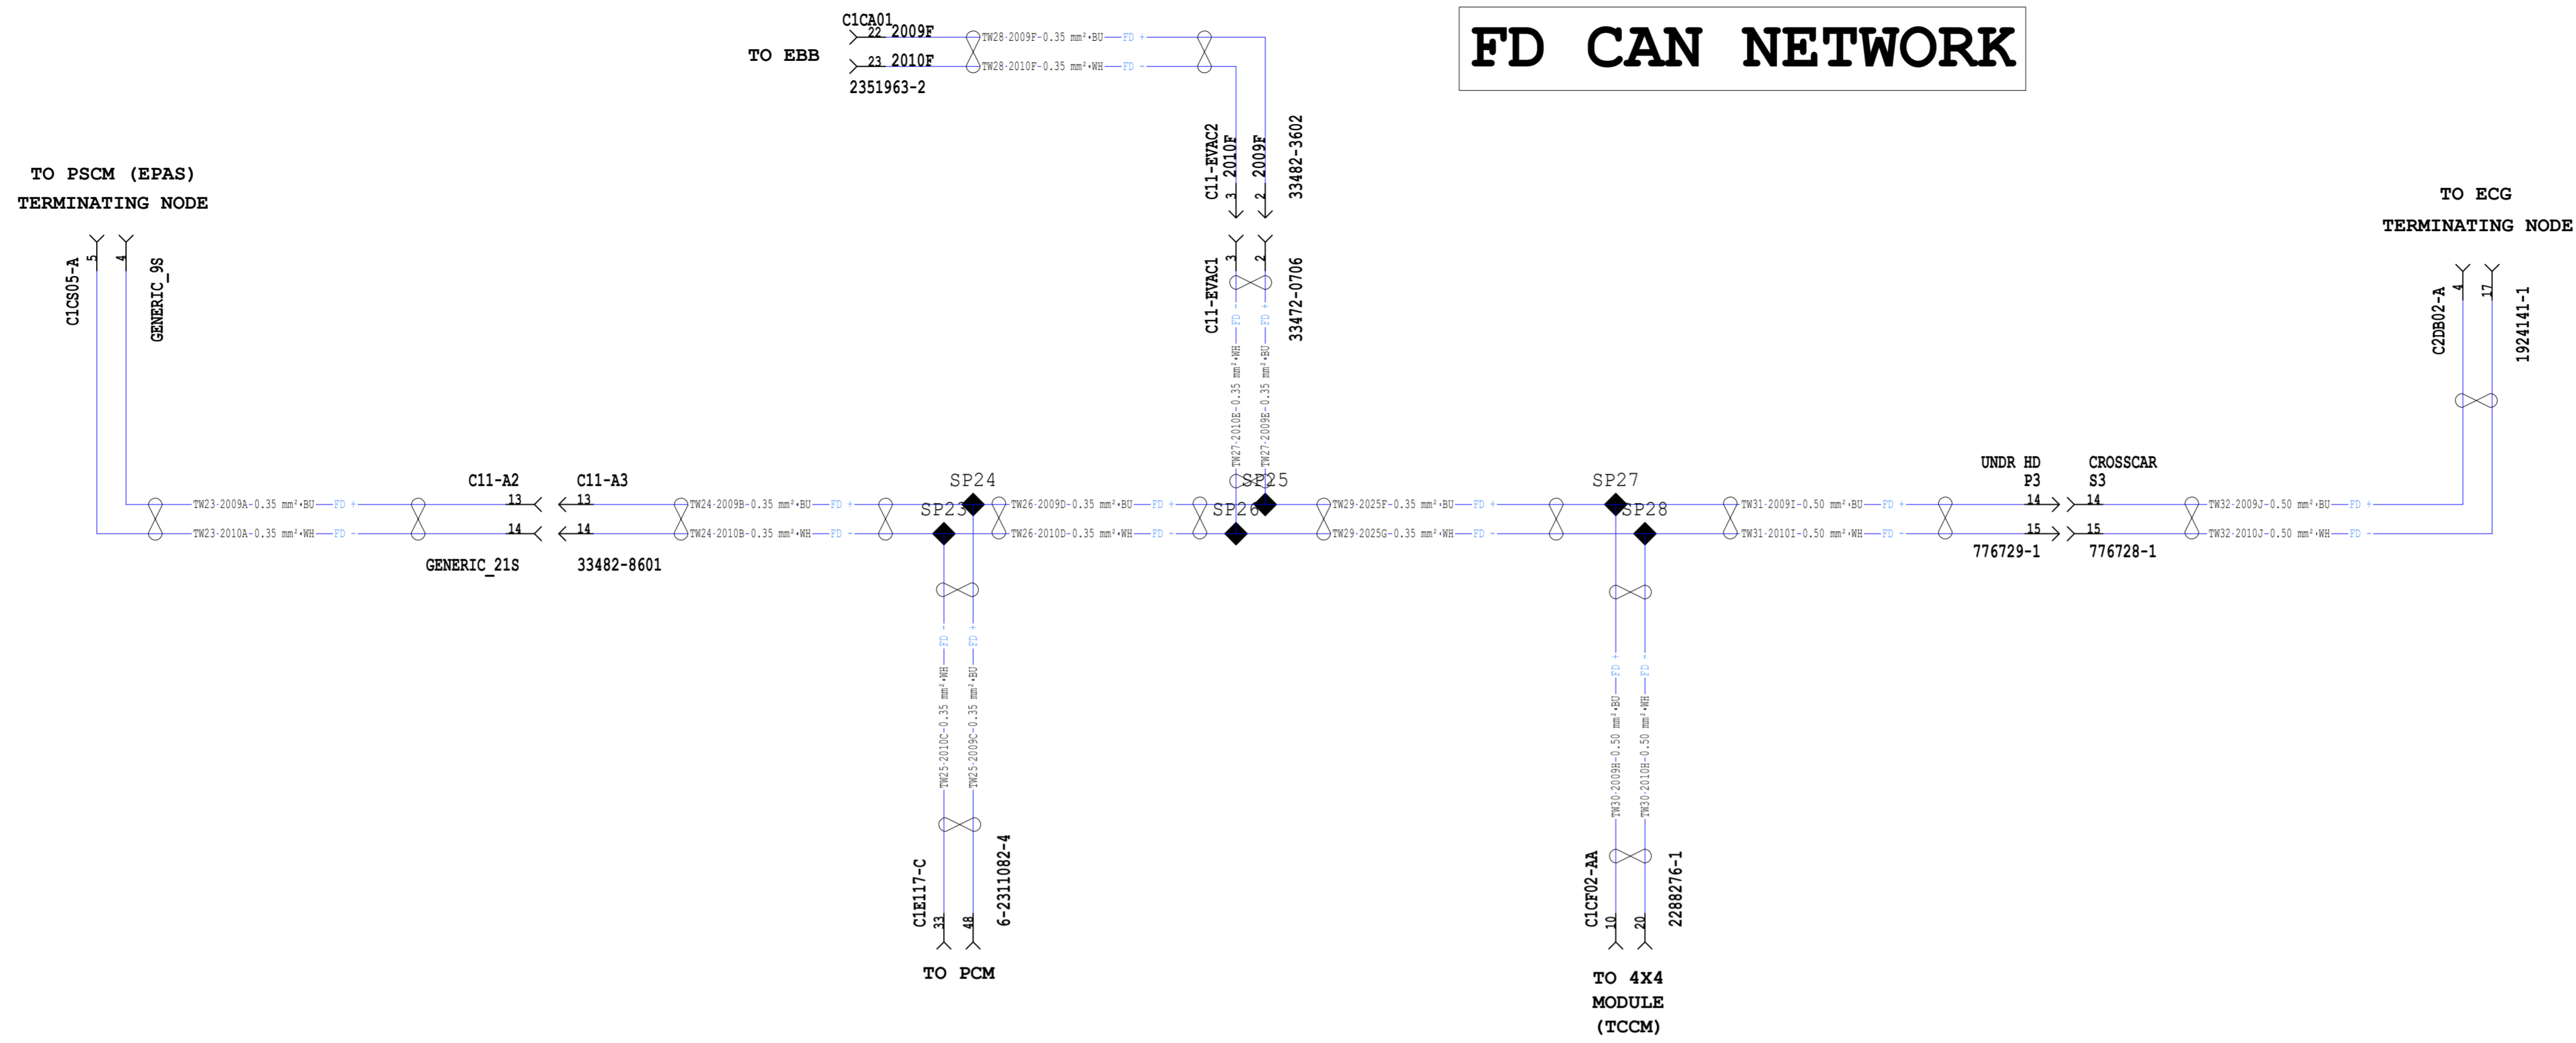 FD CAN NETWORK
C1CA01
22 2009F
TW28-2009F-0.35 mm²•BU FD +
TO EBB
23 2010F
TW28-2010F-0.35 mm²•WH FD -
2351963-2
C11-EVAC2
3 2010F
2 2009F
33482-3602
C11-EVAC1
3
2
33472-0706
TW27-2010E-0.35 mm²•WH FD -
TW27-2009E-0.35 mm²•BU FD +
TO PSCM (EPAS)
TERMINATING NODE
C1CS05-A
5
4
GENERIC_9S
TO ECG
TERMINATING NODE
C2DB02-A
4
17
1924141-1
TW23-2009A-0.35 mm²•BU FD +
TW23-2010A-0.35 mm²•WH FD -
C11-A2
13
14
GENERIC_21S
C11-A3
13
14
33482-8601
TW24-2009B-0.35 mm²•BU FD +
TW24-2010B-0.35 mm²•WH FD -
SP24
SP23
TW26-2009D-0.35 mm²•BU FD +
TW26-2010D-0.35 mm²•WH FD -
SP25
SP26
TW29-2025F-0.35 mm²•BU FD +
TW29-2025G-0.35 mm²•WH FD -
SP27
SP28
TW31-2009I-0.50 mm²•BU FD +
TW31-2010I-0.50 mm²•WH FD -
UNDR HD
P3
14
15
776729-1
CROSSCAR
S3
14
15
776728-1
TW32-2009J-0.50 mm²•BU FD +
TW32-2010J-0.50 mm²•WH FD -
TW25-2010C-0.35 mm²•WH FD -
TW25-2009C-0.35 mm²•BU FD +
C1E117-C
33
48
6-2311082-4
TO PCM
TW30-2009H-0.50 mm²•BU FD +
TW30-2010H-0.50 mm²•WH FD -
C1CF02-AA
10
20
2288276-1
TO 4X4
MODULE
(TCCM)